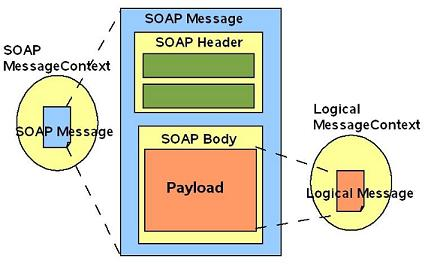 SOAP
MessageContext
SOAP Message
SOAP Message
SOAP Header
SOAP Body
Payload
Logical
MessageContext
Logical Message